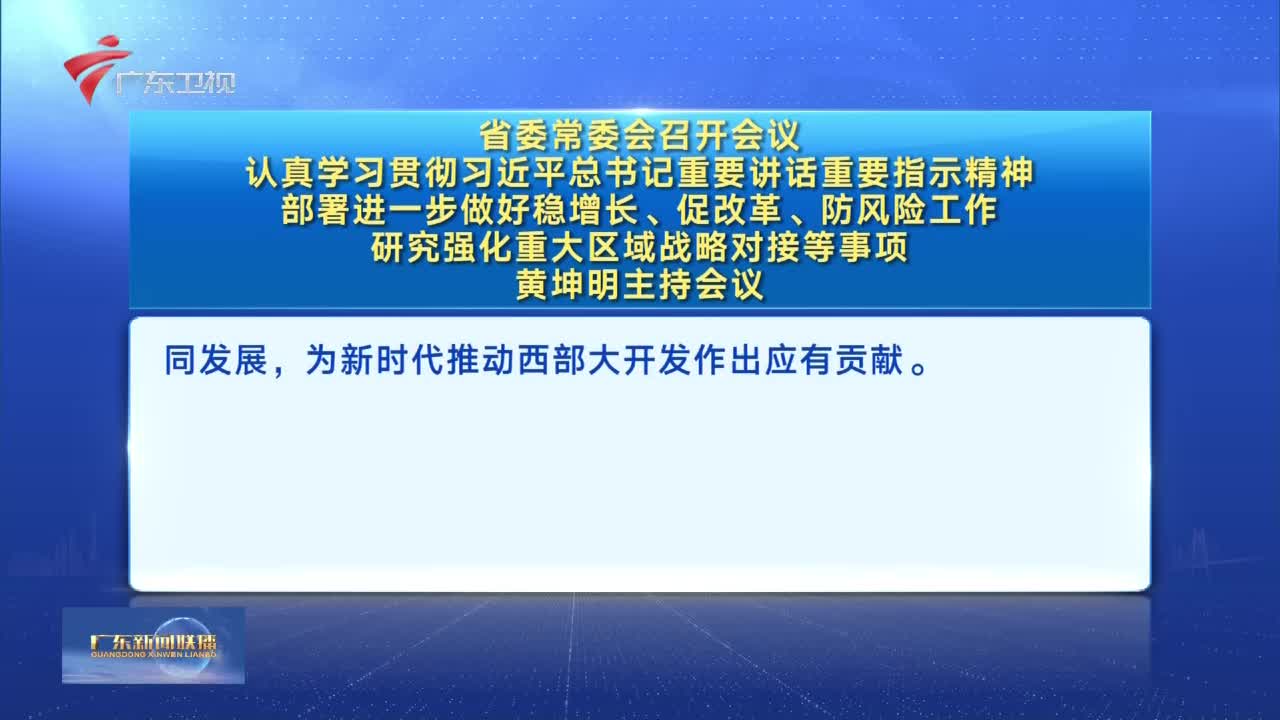 广东卫视
省委常委会召开会议
认真学习贯彻习近平总书记重要讲话重要指示精神
部署进一步做好稳增长、促改革、防风险工作
研究强化重大区域战略对接等事项
黄坤明主持会议
同发展，为新时代推动西部大开发作出应有贡献。
广东新闻联播
GUANGDONG XINWEN LIANBO